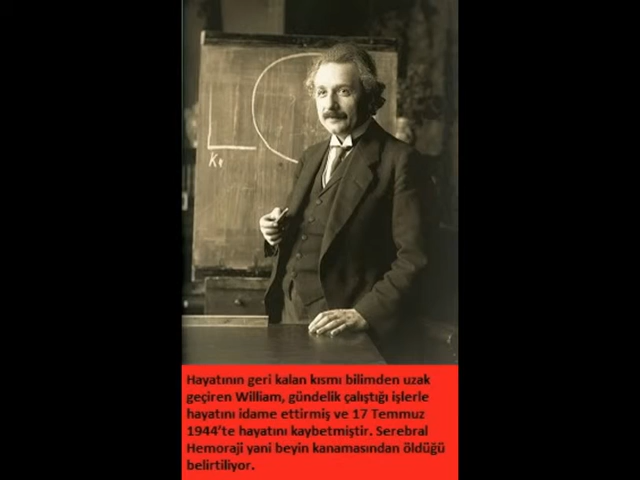 Ke
Hayatının geri kalan kısmı bilimden uzak
geçiren William, gündelik çalıştığı işlerle
hayatını idame ettirmiş ve 17 Temmuz
1944'te hayatını kaybetmiştir. Serebral
Hemoraji yani beyin kanamasından öldüğü
belirtiliyor.